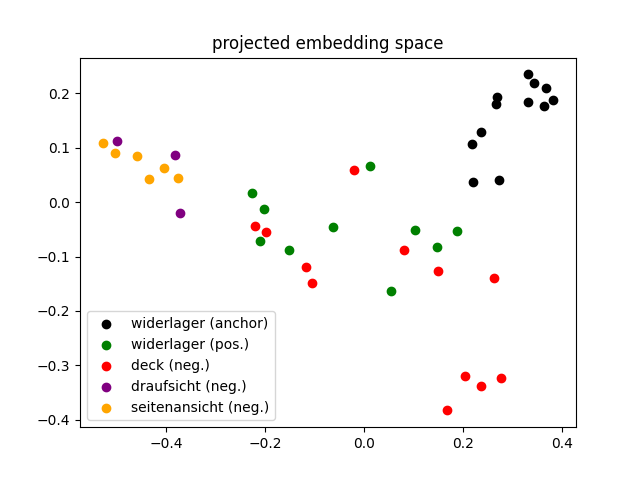 projected embedding space
0.2
0.1
0.0
−0.1
−0.2
−0.3
−0.4
widerlager (anchor)
widerlager (pos.)
deck (neg.)
draufsicht (neg.)
seitenansicht (neg.)
−0.4 −0.2 0.0 0.2 0.4